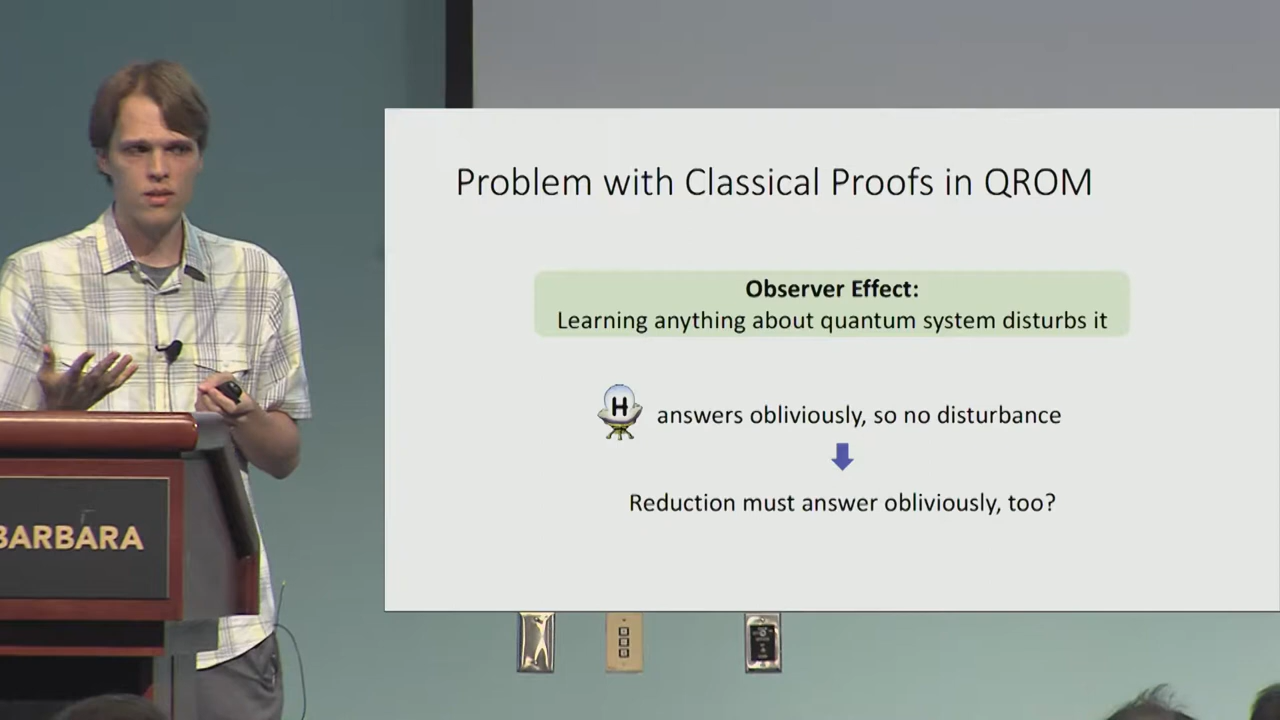 Problem with Classical Proofs in QROM
Observer Effect:
Learning anything about quantum system disturbs it
H answers obliviously, so no disturbance
Reduction must answer obliviously, too?
BARBARA